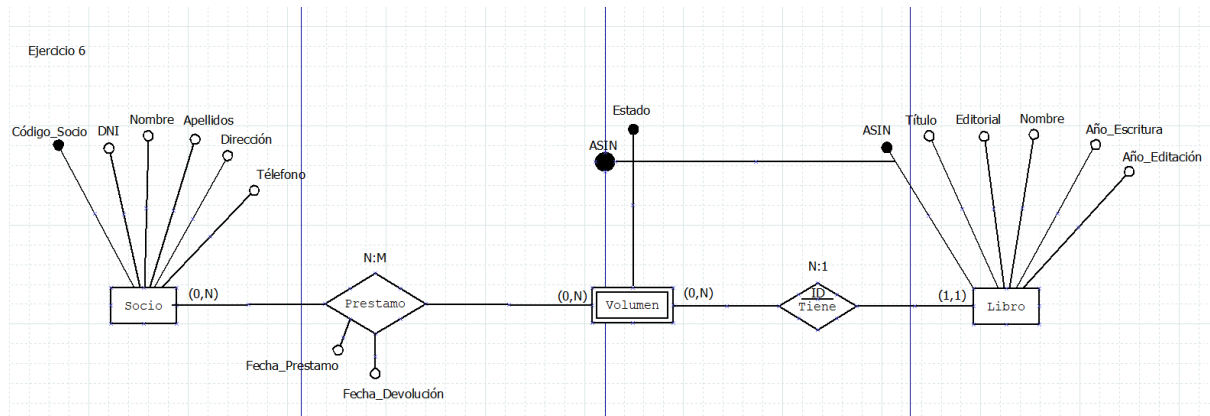 Ejercicio 6
Estado
Código_Socio
DNI
Nombre
Apellidos
Dirección
Télefono
ASIN
ASIN
Título
Editorial
Nombre
Año_Escritura
Año_Editación
N:M
N:1
Socio
(0,N)
Prestamo
(0,N)
Volumen
(0,N)
ID
Tiene
(1,1)
Libro
Fecha_Prestamo
Fecha_Devolución